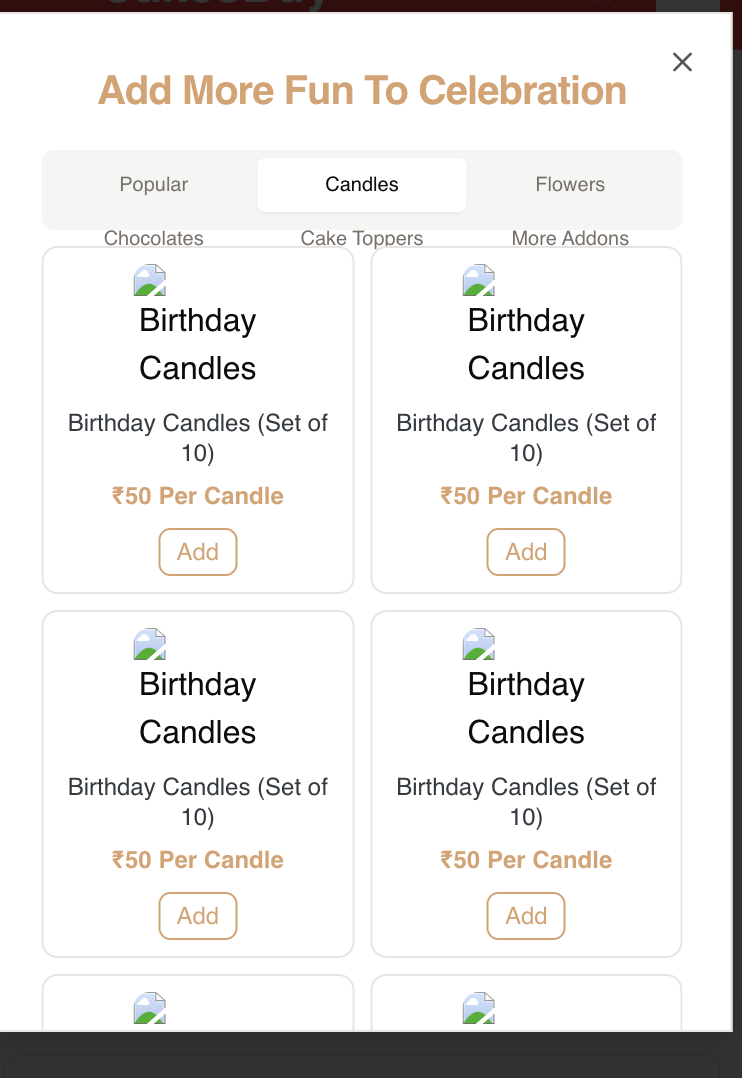 Add More Fun To Celebration
Popular Candles Flowers
Chocolates Cake Toppers More Addons
Birthday Birthday
Candles Candles
Birthday Candles (Set of Birthday Candles (Set of
10) 10)
₹50 Per Candle ₹50 Per Candle
Add Add
Birthday Birthday
Candles Candles
Birthday Candles (Set of Birthday Candles (Set of
10) 10)
₹50 Per Candle ₹50 Per Candle
Add Add